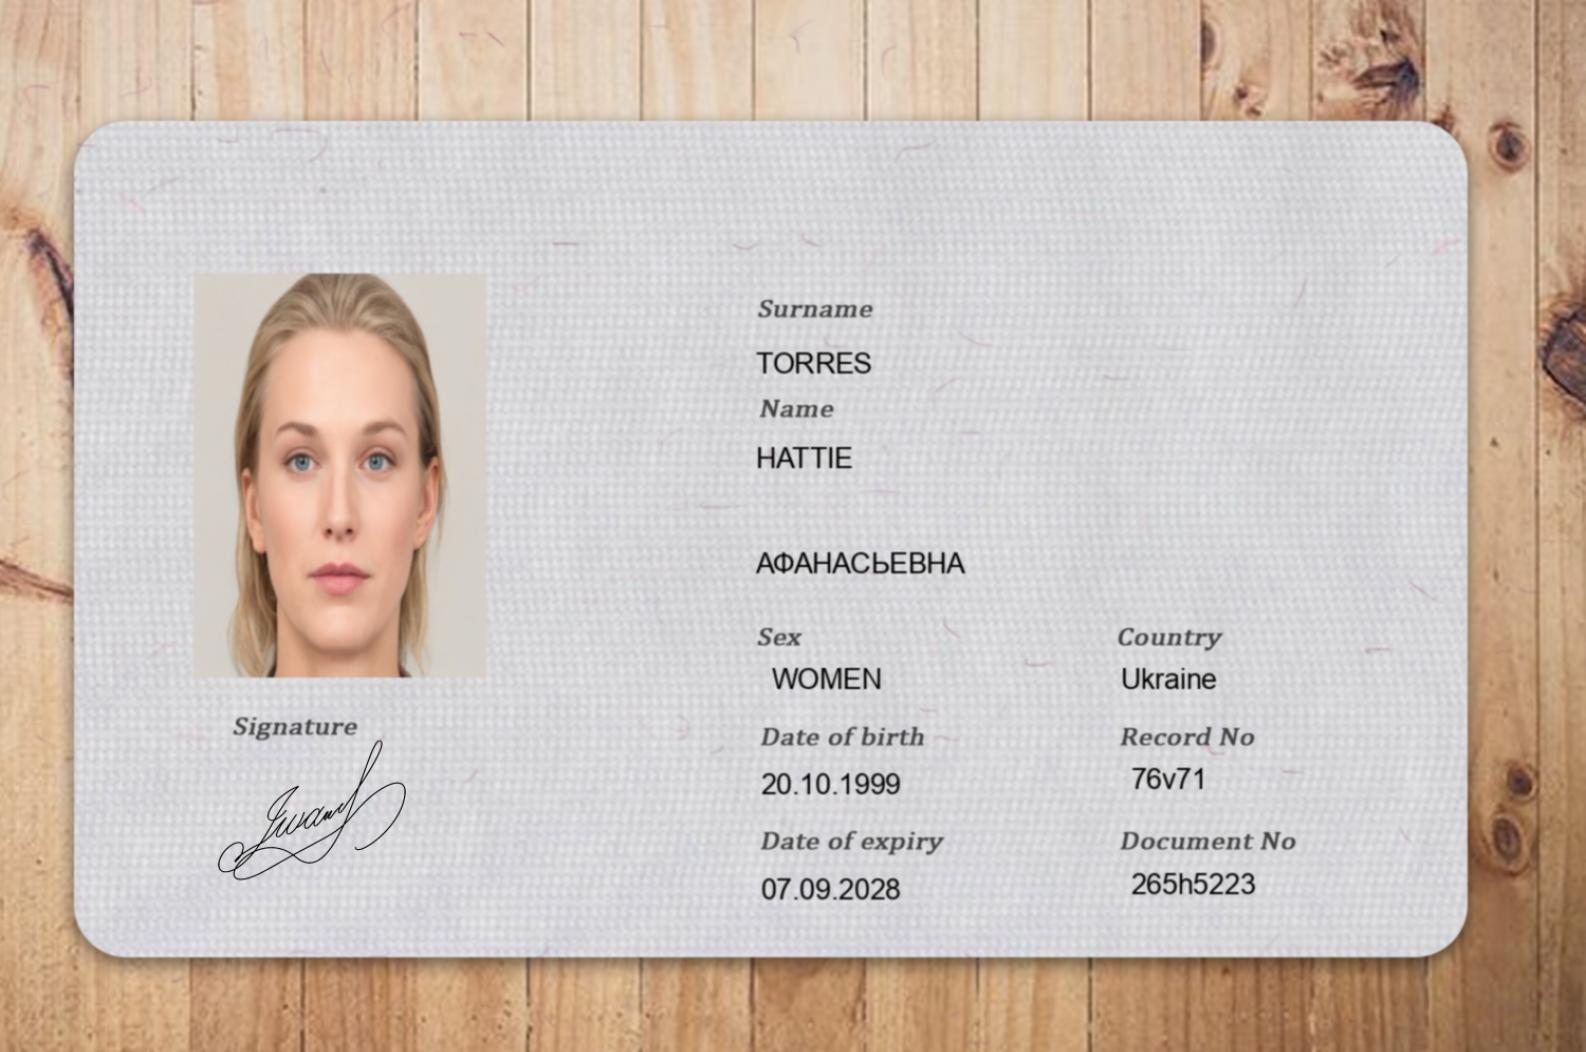 Surname
TORRES
Name
HATTIE
АФАНАСЬЕВНА
Sex Country
WOMEN Ukraine
Date of birth Record No
20.10.1999 76v71
Date of expiry Document No
07.09.2028 265h5223
Signature